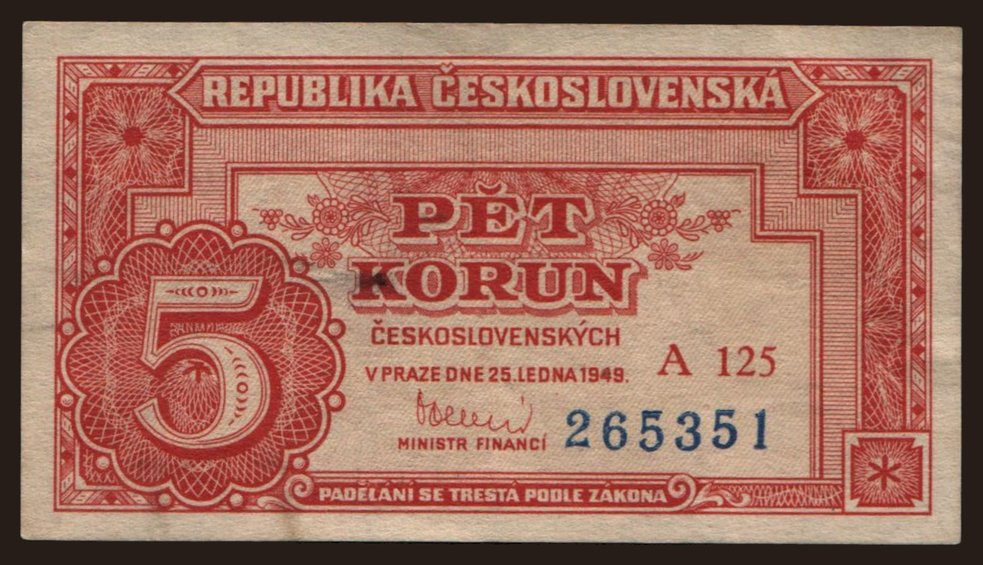 REPUBLIKA ČESKOSLOVENSKÁ
PĚT
KORUN
ČESKOSLOVENSKÝCH
V PRAZE DNE 25. LEDNA 1949.
A 125
265351
MINISTR FINANCÍ
5
PADĚLÁNÍ SE TRESTÁ PODLE ZÁKONA